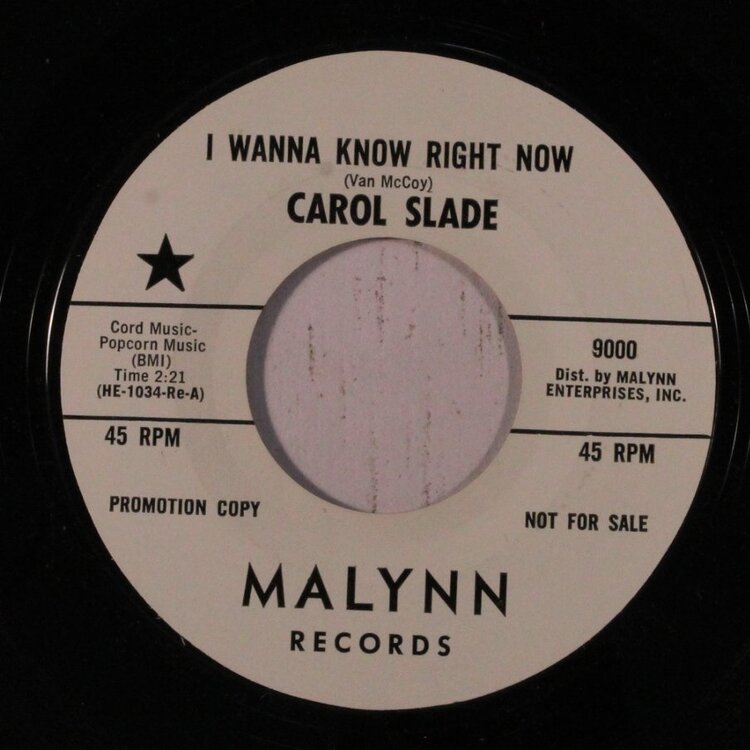 I WANNA KNOW RIGHT NOW
(Van McCoy)
CAROL SLADE
Cord Music-
Popcorn Music
(BMI)
Time 2:21
(HE-1034-Re-A)
9000
Dist. by MALYNN
ENTERPRISES, INC.
45 RPM
45 RPM
PROMOTION COPY
NOT FOR SALE
MALYNN
RECORDS